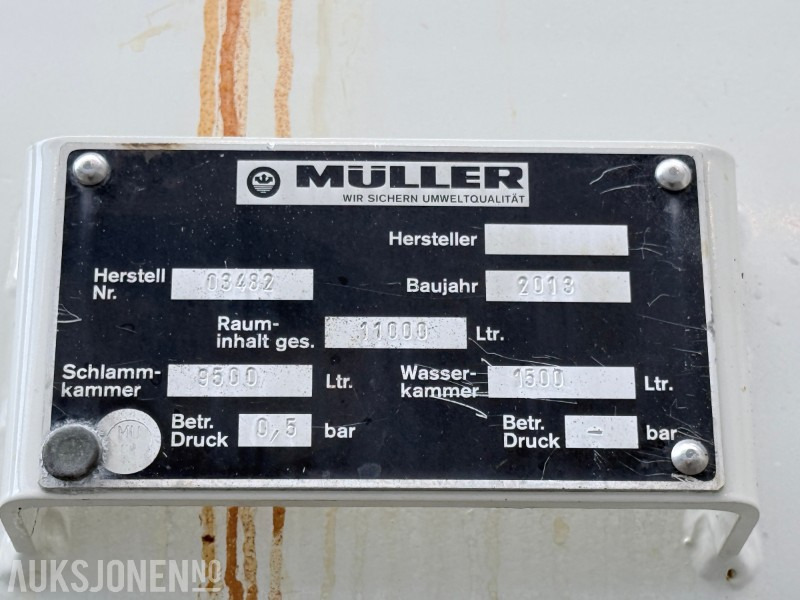 MÜLLER
WIR SICHERN UMWELTQUALITÄT
Hersteller
Herstell Nr. 03482
Baujahr 2013
Raum-
inhalt ges. 11000 Ltr.
Schlamm-
kammer 9500 Ltr.
Wasser-
kammer 1500 Ltr.
Betr.
Druck 0,5 bar
Betr.
Druck – bar
MU
AUKSJONEN.NO